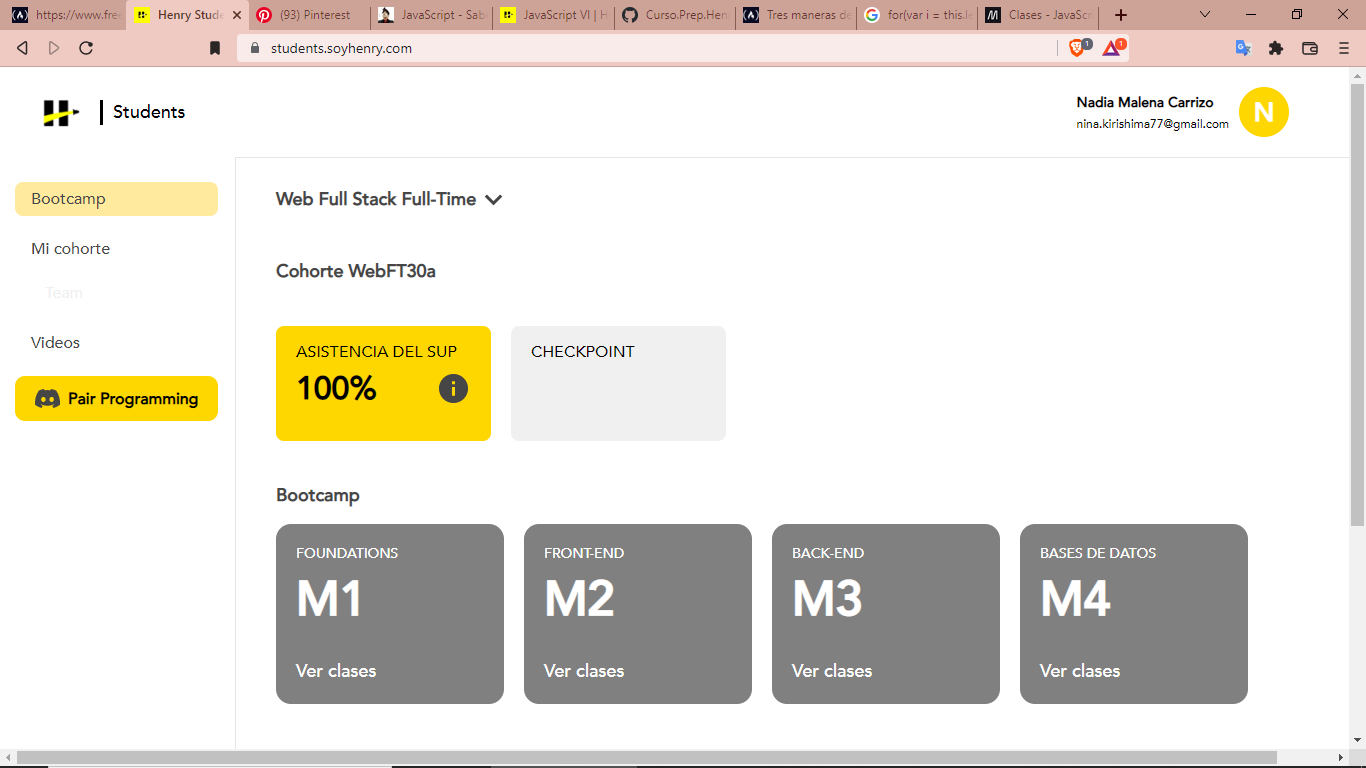 https://www.fre
Henry Stude
(93) Pinterest
JavaScript - Sab
JavaScript VI | H
Curso.Prep.Hen
Tres maneras de
for(var i = this.le
Clases - JavaScr
students.soyhenry.com
1
1
Students
Nadia Malena Carrizo
nina.kirishima77@gmail.com
N
Bootcamp
Mi cohorte
Team
Videos
Pair Programming
Web Full Stack Full-Time
Cohorte WebFT30a
ASISTENCIA DEL SUP
100%
CHECKPOINT
Bootcamp
FOUNDATIONS
M1
Ver clases
FRONT-END
M2
Ver clases
BACK-END
M3
Ver clases
BASES DE DATOS
M4
Ver clases